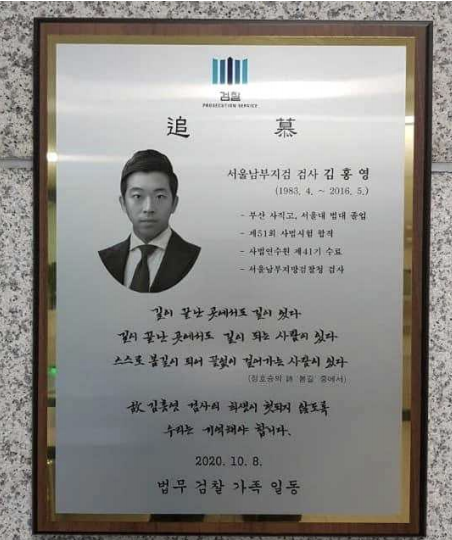 검찰
PROSECUTION SERVICE
追 慕
서울남부지검 검사 김 홍 영
(1983. 4. ~ 2016. 5.)
- 부산 사직고, 서울대 법대 졸업
- 제51회 사법시험 합격
- 사법연수원 제41기 수료
- 서울남부지방검찰청 검사
길이 끝난 곳에서도 길이 있다
길이 끝난 곳에서도 길이 되는 사람이 있다
스스로 봄길이 되어 끝없이 걸어가는 사람이 있다
(정호승의 詩 '봄길' 중에서)
故 김홍영 검사의 희생이 헛되지 않도록
우리는 기억해야 합니다.
2020. 10. 8.
법무 검찰 가족 일동